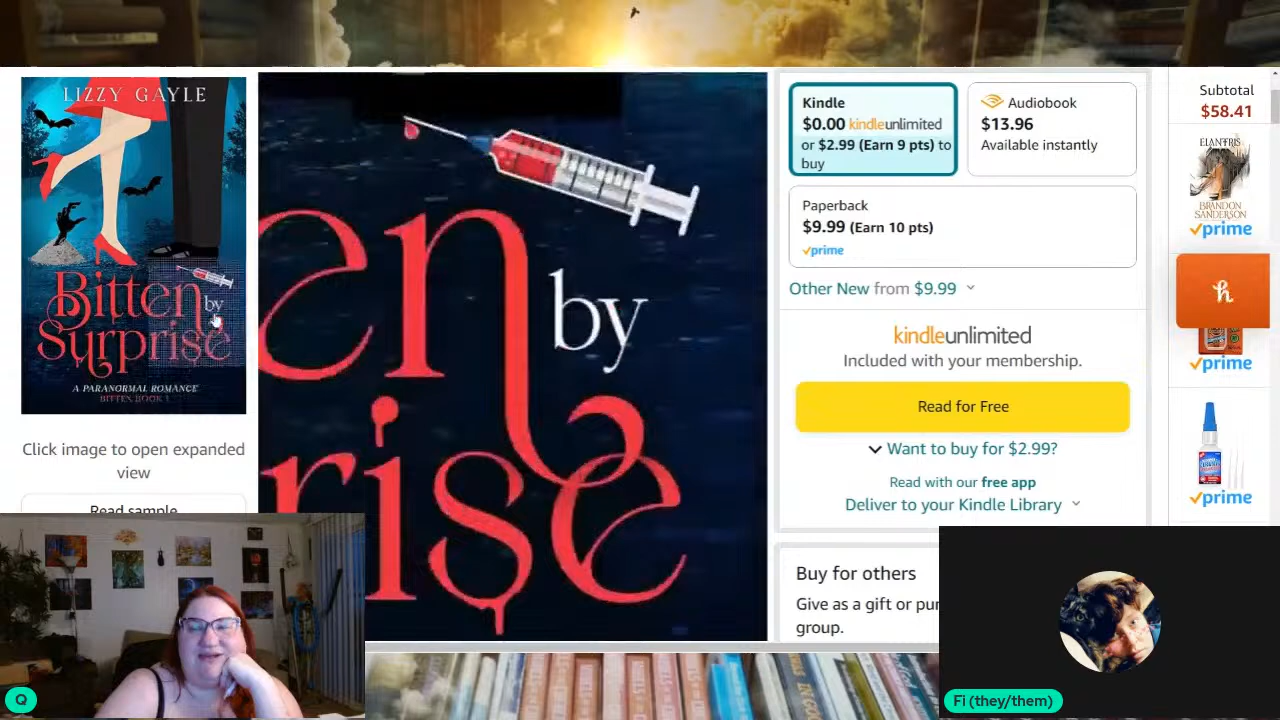 LIZZY GAYLE
Bitten by
Surprise
A PARANORMAL ROMANCE
BITTEN BOOK 1
Click image to open expanded
view
Read sample
en by
rise
Kindle
$0.00 kindleunlimited
or $2.99 (Earn 9 pts) to
buy
Audiobook
$13.96
Available instantly
Paperback
$9.99 (Earn 10 pts)
prime
Other New from $9.99
kindleunlimited
Included with your membership.
Read for Free
Want to buy for $2.99?
Read with our free app
Deliver to your Kindle Library
Buy for others
Give as a gift or pur
group.
Subtotal
$58.41
ELANTRIS
BRANDON
SANDERSON
prime
h
prime
prime
Q
Fi (they/them)